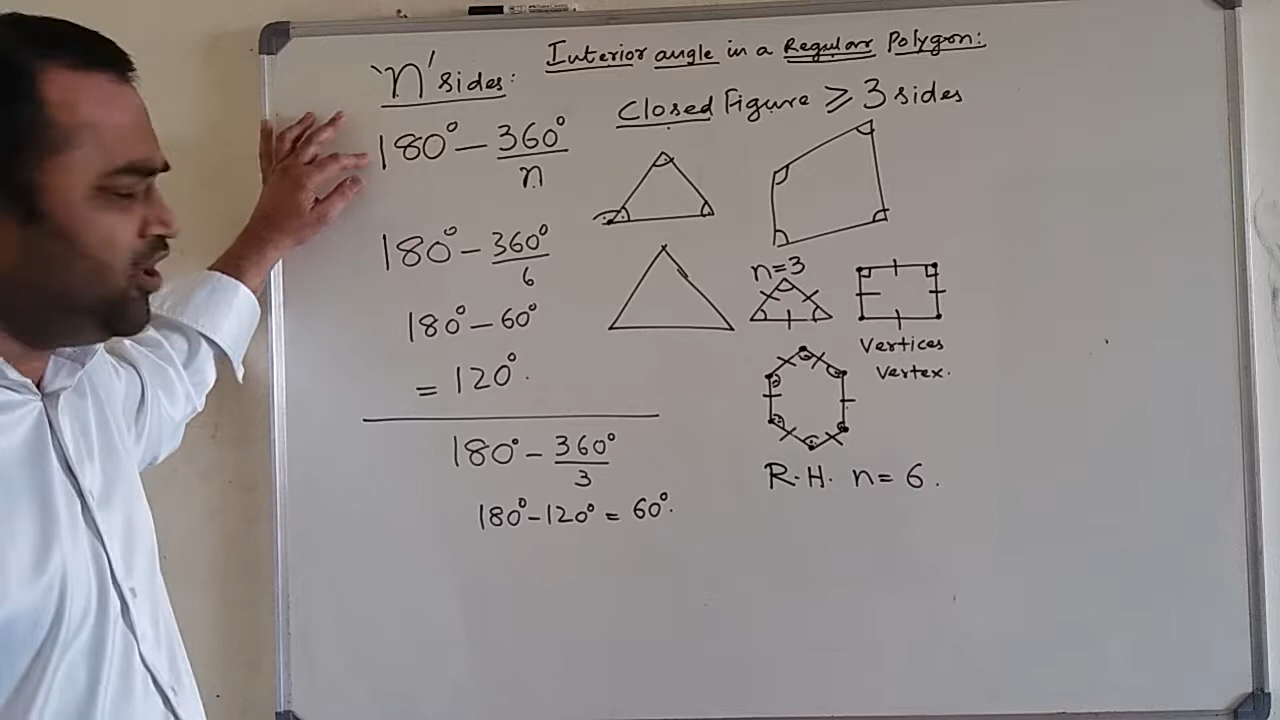 Interior angle in a Regular Polygon:
'n' sides:
Closed Figure ≥ 3 sides
180° - 360°/n
180° - 360°/6
180° - 60°
= 120°.
180° - 360°/3
180° - 120° = 60°.
n=3
Vertices
Vertex.
R.H. n= 6.